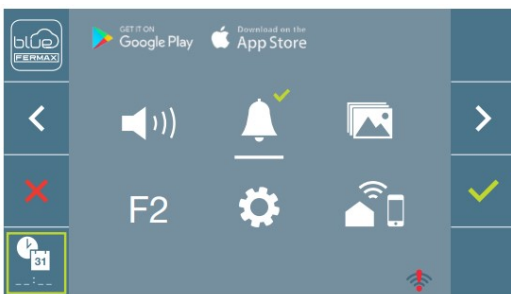 blue
FERMAX
GET IT ON
Google Play
Download on the
App Store
F2
31
--:--